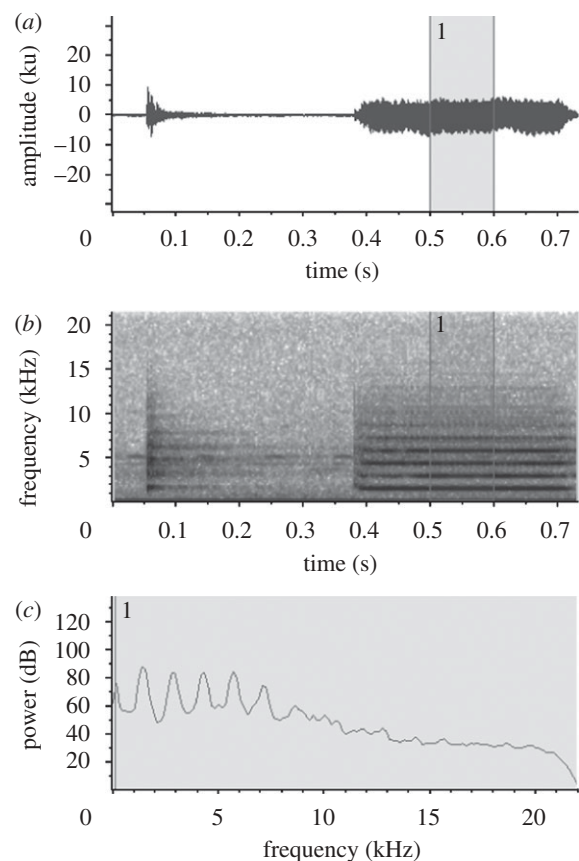 (a)
1
amplitude (ku)
20
10
0
–10
–20
0 0.1 0.2 0.3 0.4 0.5 0.6 0.7
time (s)
(b)
1
frequency (kHz)
20
15
10
5
0 0.1 0.2 0.3 0.4 0.5 0.6 0.7
time (s)
(c)
1
power (dB)
120
100
80
60
40
20
0 5 10 15 20
frequency (kHz)